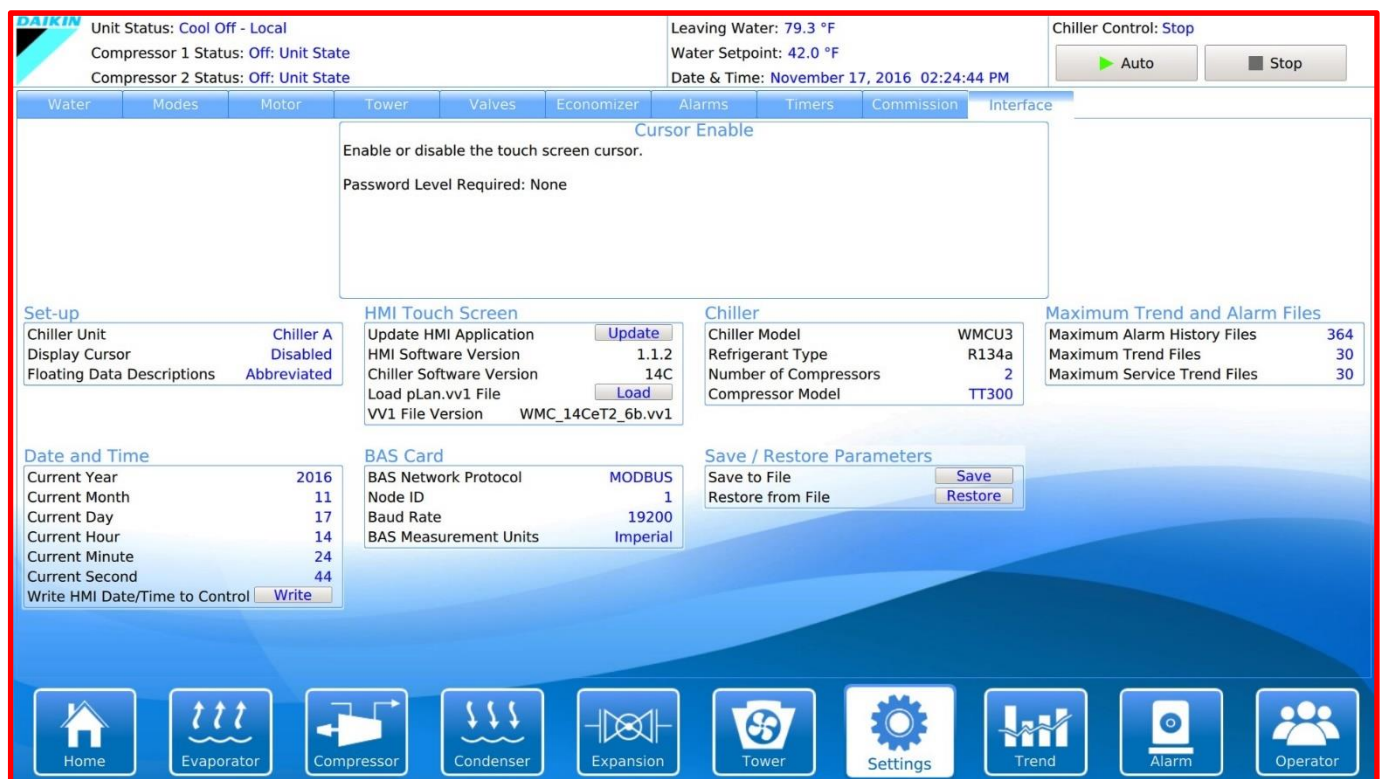 DAIKIN
Unit Status: Cool Off - Local
Compressor 1 Status: Off: Unit State
Compressor 2 Status: Off: Unit State
Leaving Water: 79.3 °F
Water Setpoint: 42.0 °F
Date & Time: November 17, 2016 02:24:44 PM
Chiller Control: Stop
Auto Stop
Water Modes Motor Tower Valves Economizer Alarms Timers Commission Interface
Cursor Enable
Enable or disable the touch screen cursor.
Password Level Required: None
Set-up
Chiller Unit Chiller A
Display Cursor Disabled
Floating Data Descriptions Abbreviated
HMI Touch Screen
Update HMI Application Update
HMI Software Version 1.1.2
Chiller Software Version 14C
Load pLan.vv1 File Load
VV1 File Version WMC_14CeT2_6b.vv1
Chiller
Chiller Model WMCU3
Refrigerant Type R134a
Number of Compressors 2
Compressor Model TT300
Maximum Trend and Alarm Files
Maximum Alarm History Files 364
Maximum Trend Files 30
Maximum Service Trend Files 30
Date and Time
Current Year 2016
Current Month 11
Current Day 17
Current Hour 14
Current Minute 24
Current Second 44
Write HMI Date/Time to Control Write
BAS Card
BAS Network Protocol MODBUS
Node ID 1
Baud Rate 19200
BAS Measurement Units Imperial
Save / Restore Parameters
Save to File Save
Restore from File Restore
Home Evaporator Compressor Condenser Expansion Tower Settings Trend Alarm Operator